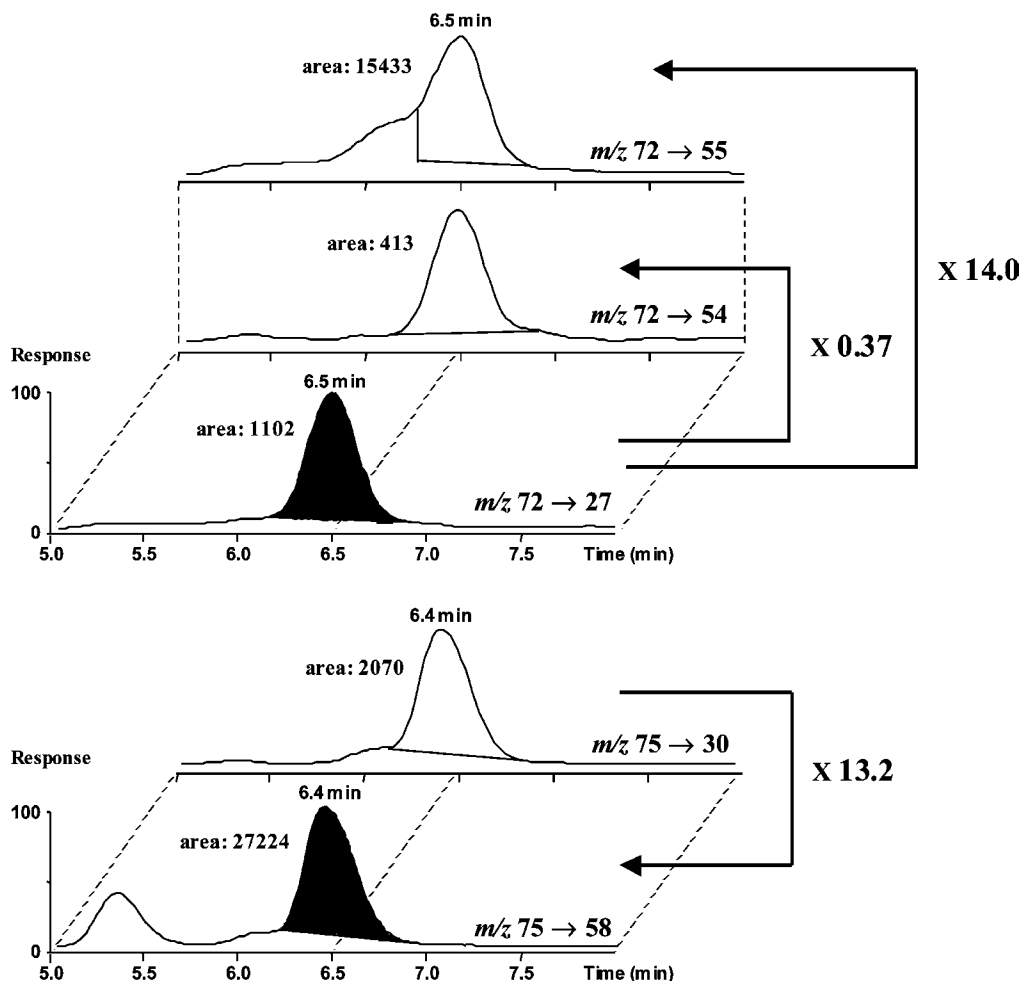 6.5 min
area: 15433
m/z 72 → 55
area: 413
m/z 72 → 54
X 14.0
X 0.37
Response
100
6.5 min
area: 1102
m/z 72 → 27
0
5.0 5.5 6.0 6.5 7.0 7.5 Time (min)
6.4 min
area: 2070
m/z 75 → 30
X 13.2
Response
100
6.4 min
area: 27224
m/z 75 → 58
0
5.0 5.5 6.0 6.5 7.0 7.5 Time (min)